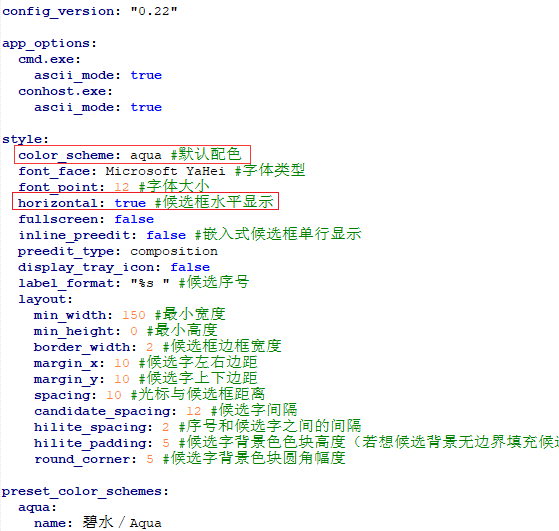 config_version: "0.22"
app_options:
cmd.exe:
ascii_mode: true
conhost.exe:
ascii_mode: true
style:
color_scheme: aqua #默认配色
font_face: Microsoft YaHei #字体类型
font_point: 12 #字体大小
horizontal: true #候选框水平显示
fullscreen: false
inline_preedit: false #嵌入式候选框单行显示
preedit_type: composition
display_tray_icon: false
label_format: "%s " #候选序号
layout:
min_width: 150 #最小宽度
min_height: 0 #最小高度
border_width: 2 #候选框边框宽度
margin_x: 10 #候选字左右边距
margin_y: 10 #候选字上下边距
spacing: 10 #光标与候选框距离
candidate_spacing: 12 #候选字间隔
hilite_spacing: 2 #序号和候选字之间的间隔
hilite_padding: 5 #候选字背景色色块高度（若想候选背景无边界填充候选
round_corner: 5 #候选字背景色块圆角幅度
preset_color_schemes:
aqua:
name: 碧水／Aqua